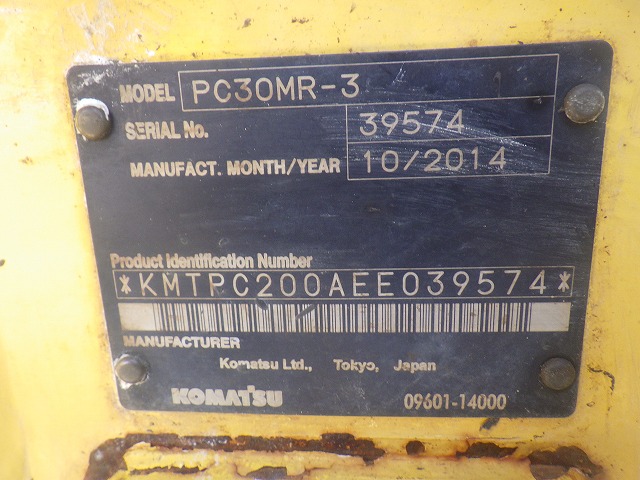 MODEL PC30MR-3
SERIAL No. 39574
MANUFACT. MONTH/YEAR 10/2014
Product Identification Number
*KMTPC200AEE039574*
MANUFACTURER
Komatsu Ltd., Tokyo, Japan
KOMATSU 09601-14000